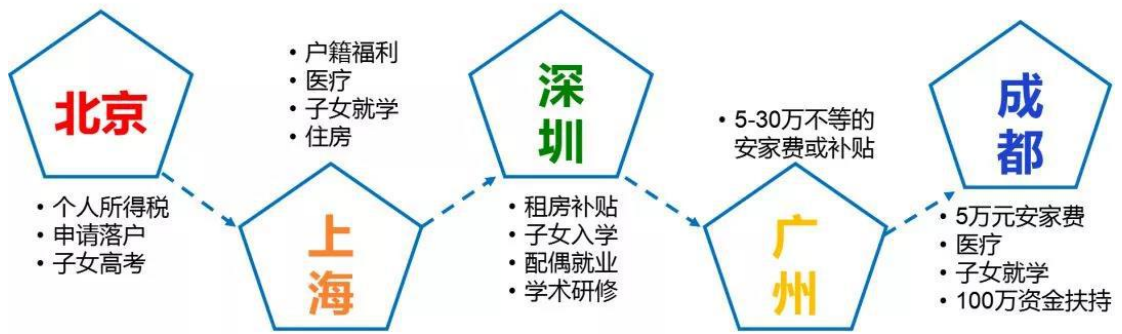 北京
• 个人所得税
• 申请落户
• 子女高考
• 户籍福利
• 医疗
• 子女就学
• 住房
上
海
深
圳
• 租房补贴
• 子女入学
• 配偶就业
• 学术研修
• 5-30万不等的
安家费或补贴
广
州
成
都
• 5万元安家费
• 医疗
• 子女就学
• 100万资金扶持